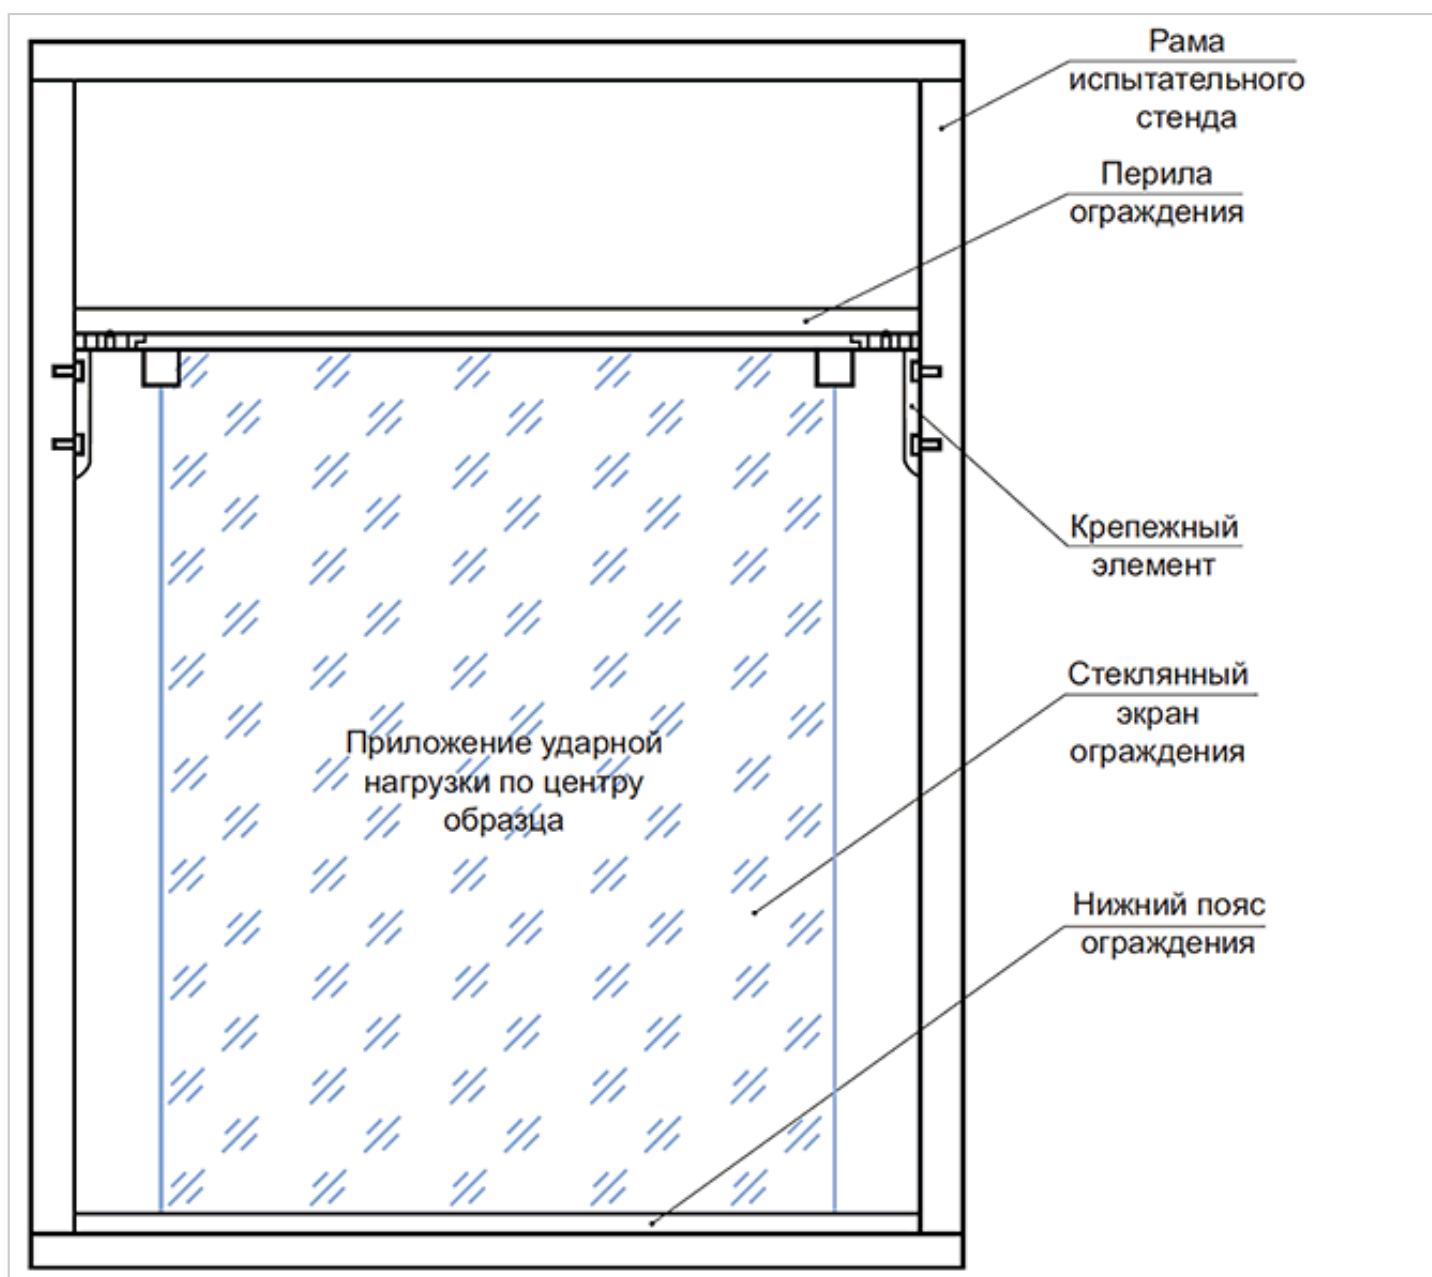 Рама
испытательного
стенда
Перила
ограждения
Крепежный
элемент
Стеклянный
экран
ограждения
Приложение ударной
нагрузки по центру
образца
Нижний пояс
ограждения